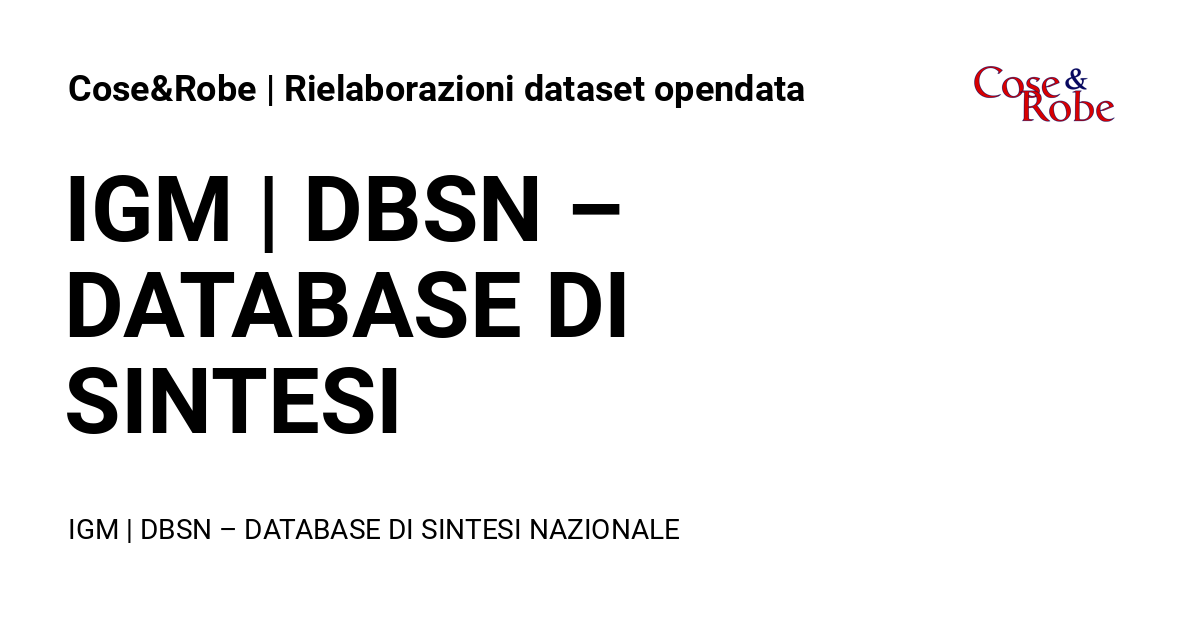 Cose&Robe | Rielaborazioni dataset opendata
Cose &
Robe
IGM | DBSN –
DATABASE DI
SINTESI
IGM | DBSN – DATABASE DI SINTESI NAZIONALE